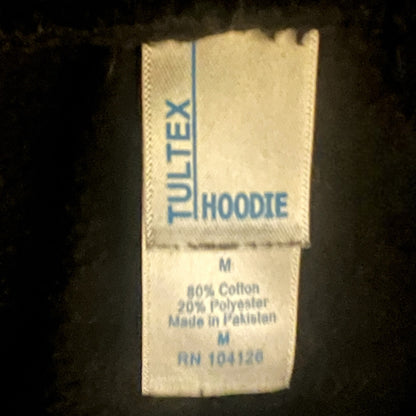 TULTEX
HOODIE
M
80% Cotton
20% Polyester
Made in Pakistan
M
RN 104126